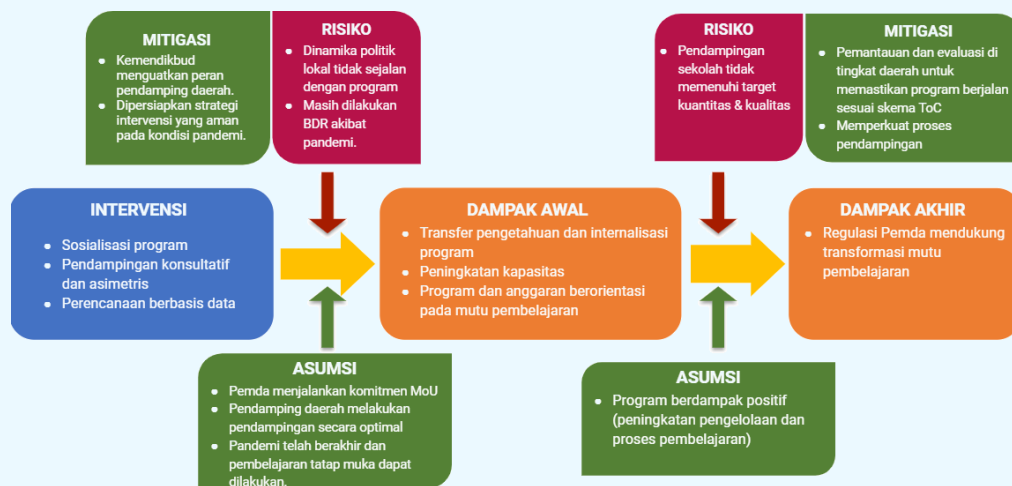 MITIGASI
• Kemendikbud
menguatkan peran
pendamping daerah.
• Dipersiapkan strategi
intervensi yang aman
pada kondisi pandemi.
RISIKO
• Dinamika politik
lokal tidak sejalan
dengan program
• Masih dilakukan
BDR akibat
pandemi.
RISIKO
• Pendampingan
sekolah tidak
memenuhi target
kuantitas & kualitas
MITIGASI
• Pemantauan dan evaluasi di
tingkat daerah untuk
memastikan program berjalan
sesuai skema ToC
• Memperkuat proses
pendampingan
INTERVENSI
• Sosialisasi program
• Pendampingan konsultatif
dan asimetris
• Perencanaan berbasis data
DAMPAK AWAL
• Transfer pengetahuan dan internalisasi
program
• Peningkatan kapasitas
• Program dan anggaran berorientasi
pada mutu pembelajaran
DAMPAK AKHIR
• Regulasi Pemda mendukung
transformasi mutu
pembelajaran
ASUMSI
• Pemda menjalankan komitmen MoU
• Pendamping daerah melakukan
pendampingan secara optimal
• Pandemi telah berakhir dan
pembelajaran tatap muka dapat
dilakukan.
ASUMSI
• Program berdampak positif
(peningkatan pengelolaan dan
proses pembelajaran)